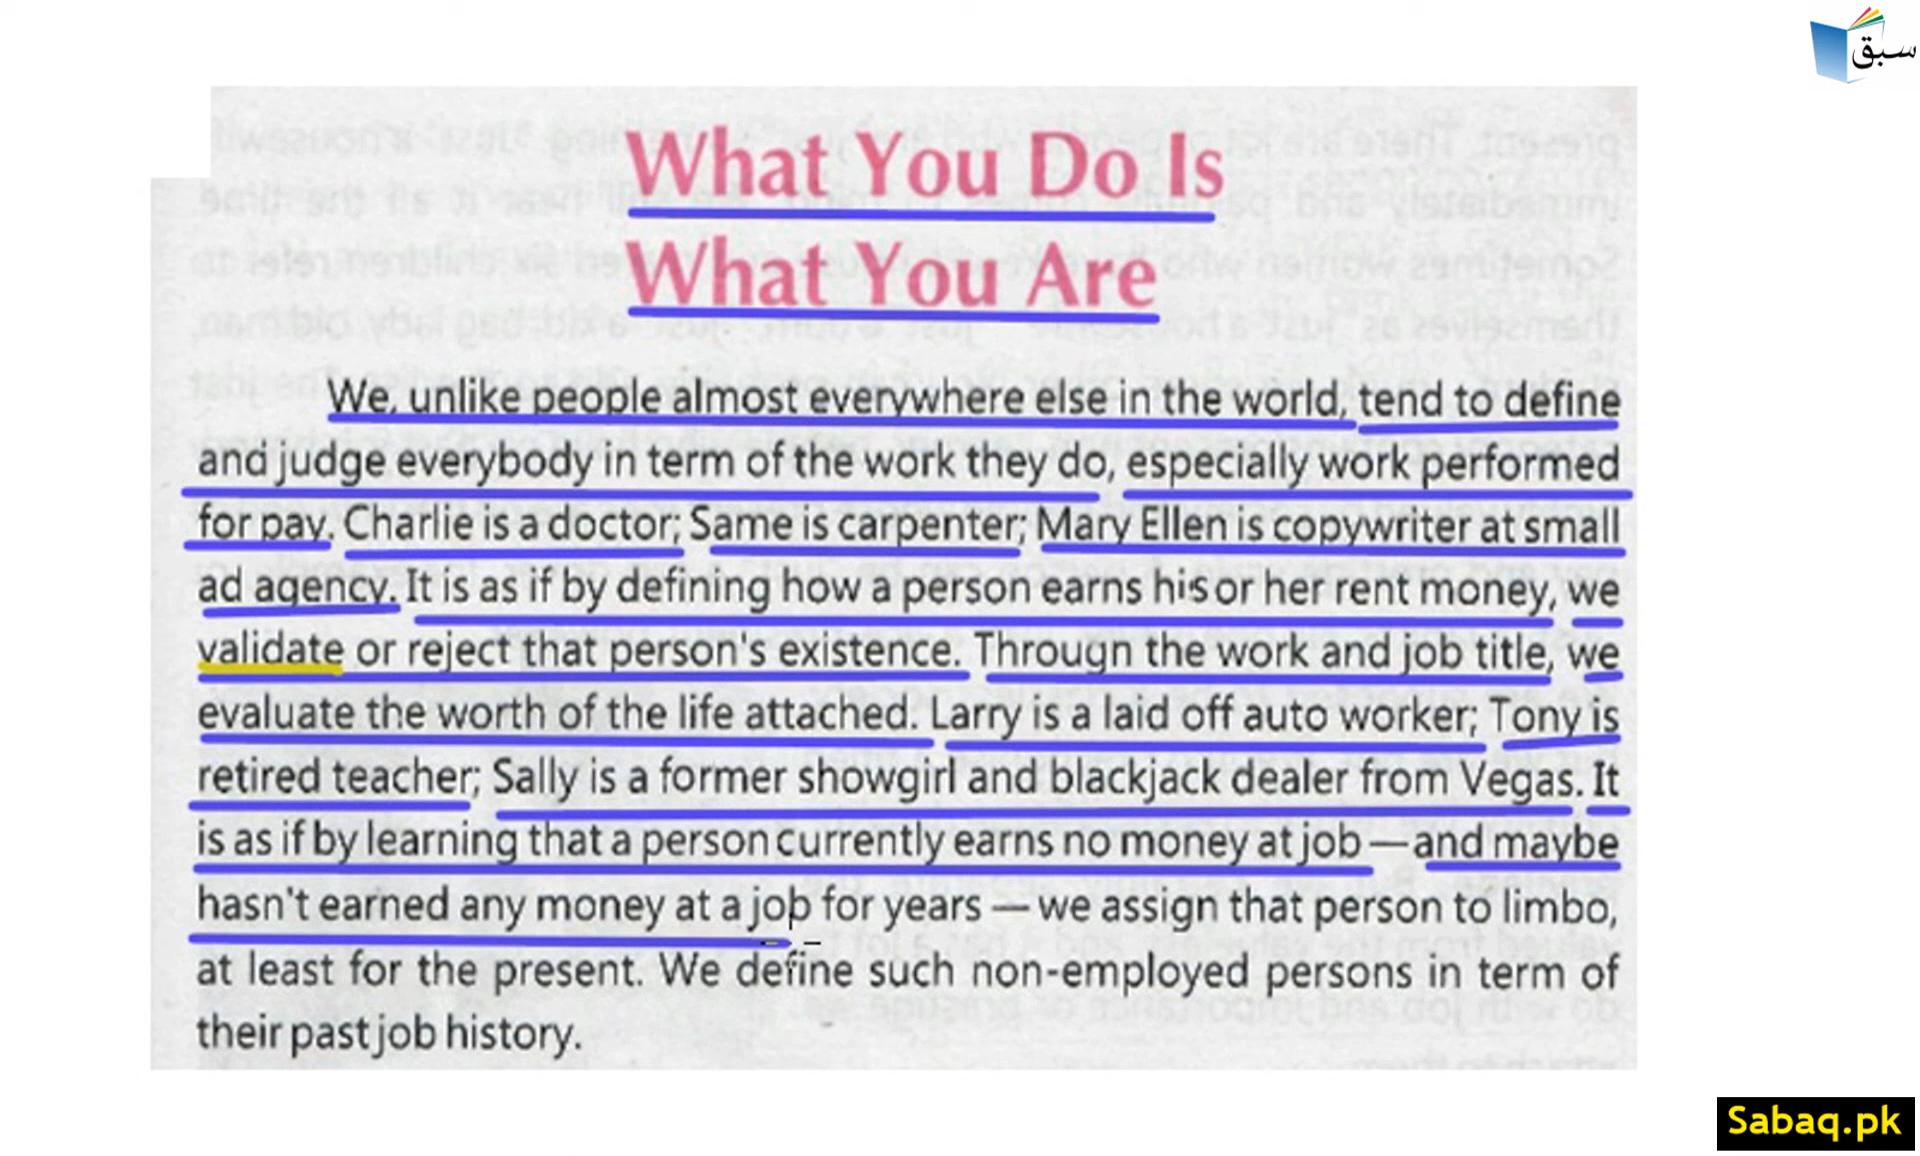 سبق
What You Do Is
What You Are
We, unlike people almost everywhere else in the world, tend to define
and judge everybody in term of the work they do, especially work performed
for pay. Charlie is a doctor; Same is carpenter; Mary Ellen is copywriter at small
ad agency. It is as if by defining how a person earns his or her rent money, we
validate or reject that person's existence. Through the work and job title, we
evaluate the worth of the life attached. Larry is a laid off auto worker; Tony is
retired teacher; Sally is a former showgirl and blackjack dealer from Vegas. It
is as if by learning that a person currently earns no money at job — and maybe
hasn't earned any money at a job for years — we assign that person to limbo,
at least for the present. We define such non-employed persons in term of
their past job history.
Sabaq.pk